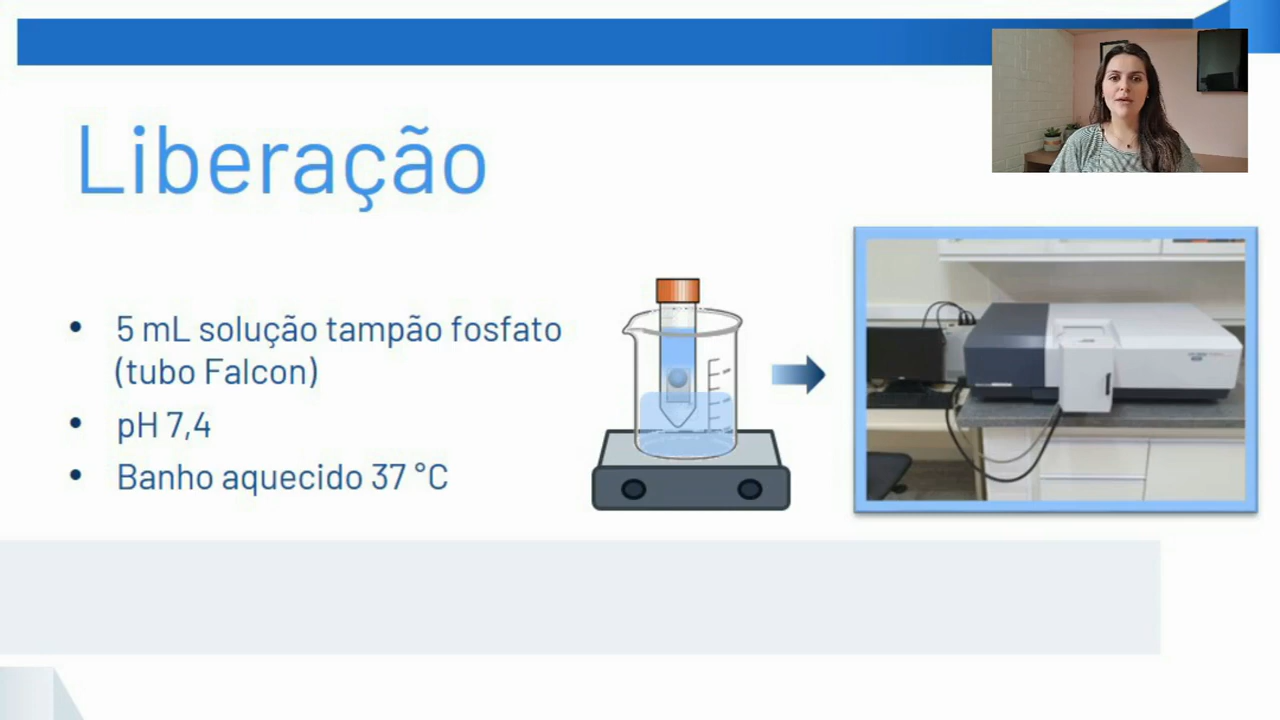 Liberação
• 5 mL solução tampão fosfato
(tubo Falcon)
• pH 7,4
• Banho aquecido 37 °C